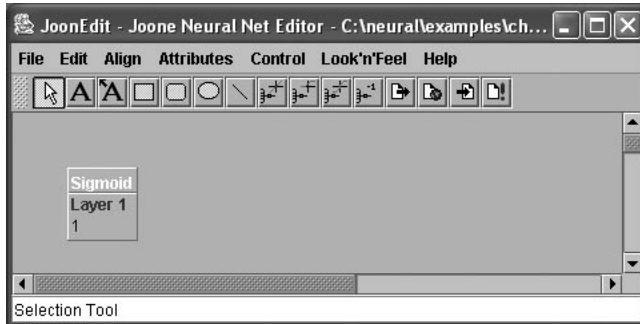 JoonEdit - Joone Neural Net Editor - C:\neural\examples\ch...
File Edit Align Attributes Control Look'n'Feel Help
A A
Sigmoid
Layer 1
1
Selection Tool